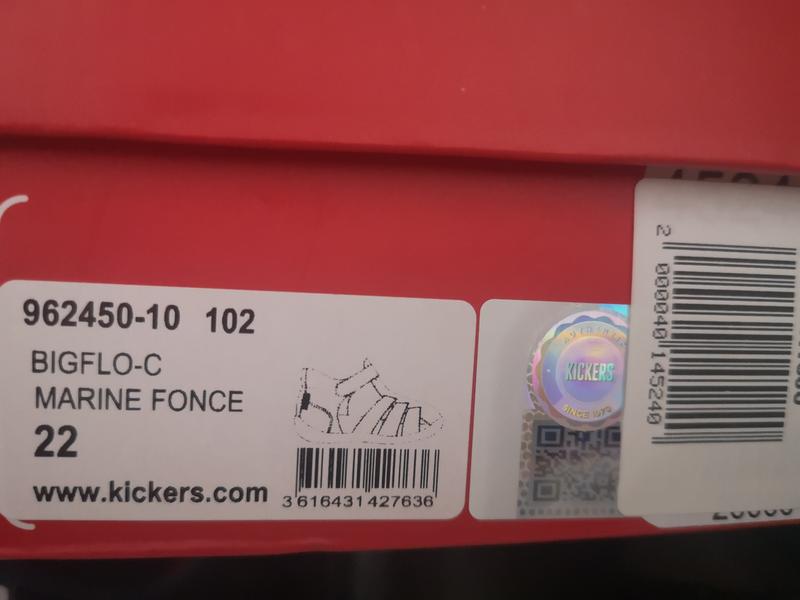 962450-10 102
BIGFLO-C
MARINE FONCE
22
www.kickers.com
3616431427636
KICKERS
SINCE 1970
2 000040 145240